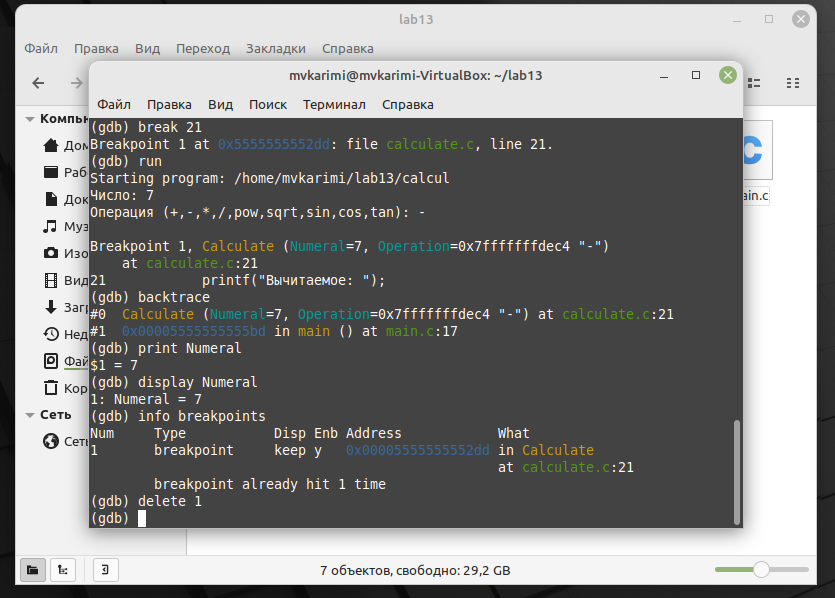 lab13
Файл Правка Вид Переход Закладки Справка
mvkarimi@mvkarimi-VirtualBox: ~/lab13
Файл Правка Вид Поиск Терминал Справка
(gdb) break 21
Breakpoint 1 at 0x5555555552dd: file calculate.c, line 21.
(gdb) run
Starting program: /home/mvkarimi/lab13/calcul
Число: 7
Операция (+,-,*,/,pow,sqrt,sin,cos,tan): -
Breakpoint 1, Calculate (Numeral=7, Operation=0x7fffffffdec4 "-")
at calculate.c:21
21 printf("Вычитаемое: ");
(gdb) backtrace
#0 Calculate (Numeral=7, Operation=0x7fffffffdec4 "-") at calculate.c:21
#1 0x00005555555555bd in main () at main.c:17
(gdb) print Numeral
$1 = 7
(gdb) display Numeral
1: Numeral = 7
(gdb) info breakpoints
Num Type Disp Enb Address What
1 breakpoint keep y 0x00005555555552dd in Calculate
at calculate.c:21
breakpoint already hit 1 time
(gdb) delete 1
(gdb)
Компь
Дом
Раб
Док
Муз
Изо
Вид
Загр
Нед
Фай
Кор
Сеть
Сет
ain.c
7 объектов, свободно: 29,2 GB